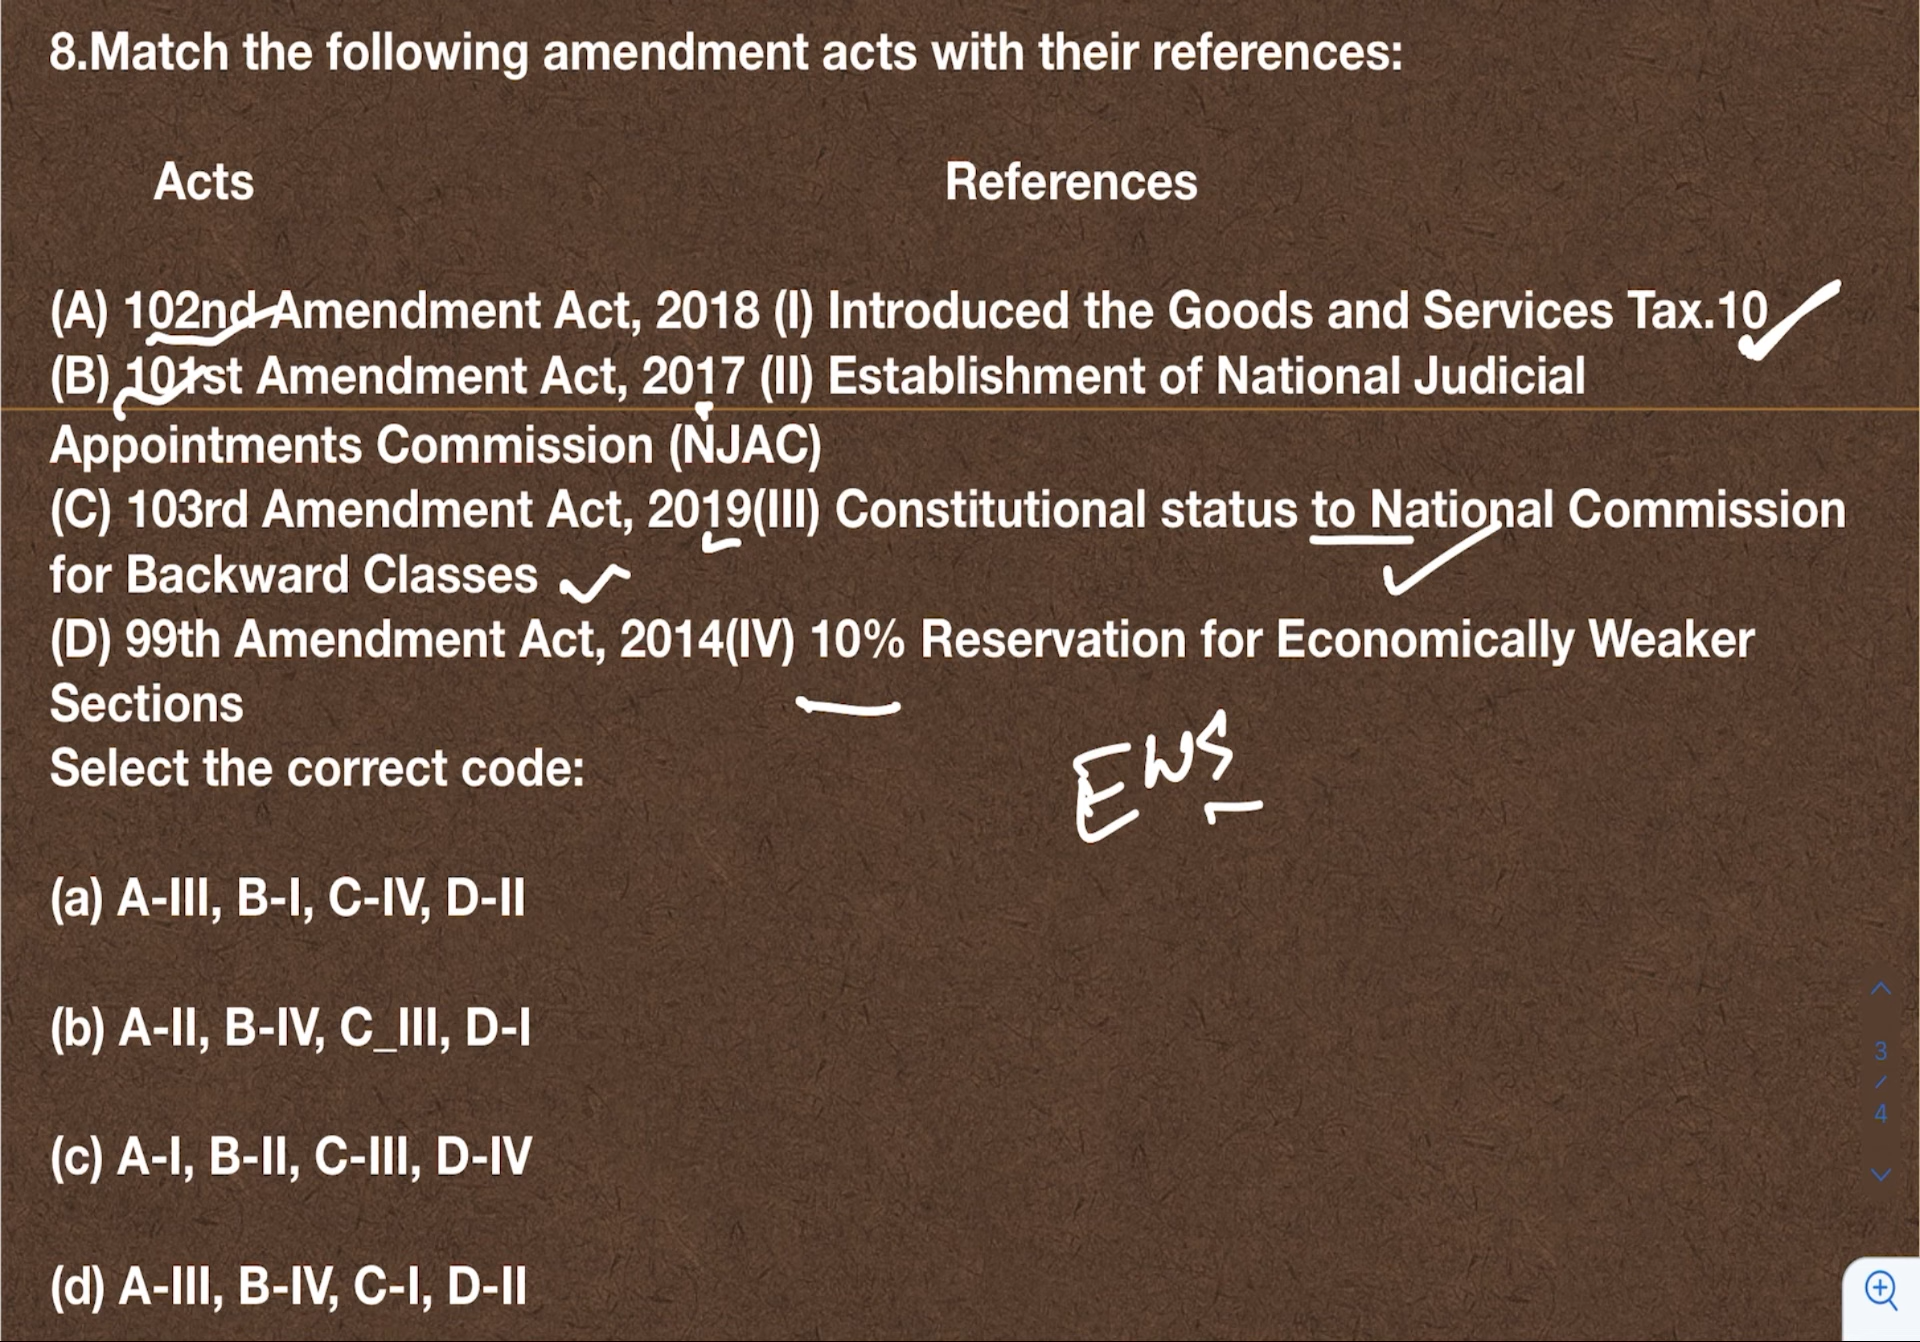 8.Match the following amendment acts with their references:
Acts References
(A) 102nd Amendment Act, 2018 (I) Introduced the Goods and Services Tax.10
(B) 101st Amendment Act, 2017 (II) Establishment of National Judicial
Appointments Commission (NJAC)
(C) 103rd Amendment Act, 2019(III) Constitutional status to National Commission
for Backward Classes
(D) 99th Amendment Act, 2014(IV) 10% Reservation for Economically Weaker
Sections
EWS
Select the correct code:
(a) A-III, B-I, C-IV, D-II
(b) A-II, B-IV, C_III, D-I
(c) A-I, B-II, C-III, D-IV
(d) A-III, B-IV, C-I, D-II
3
/
4